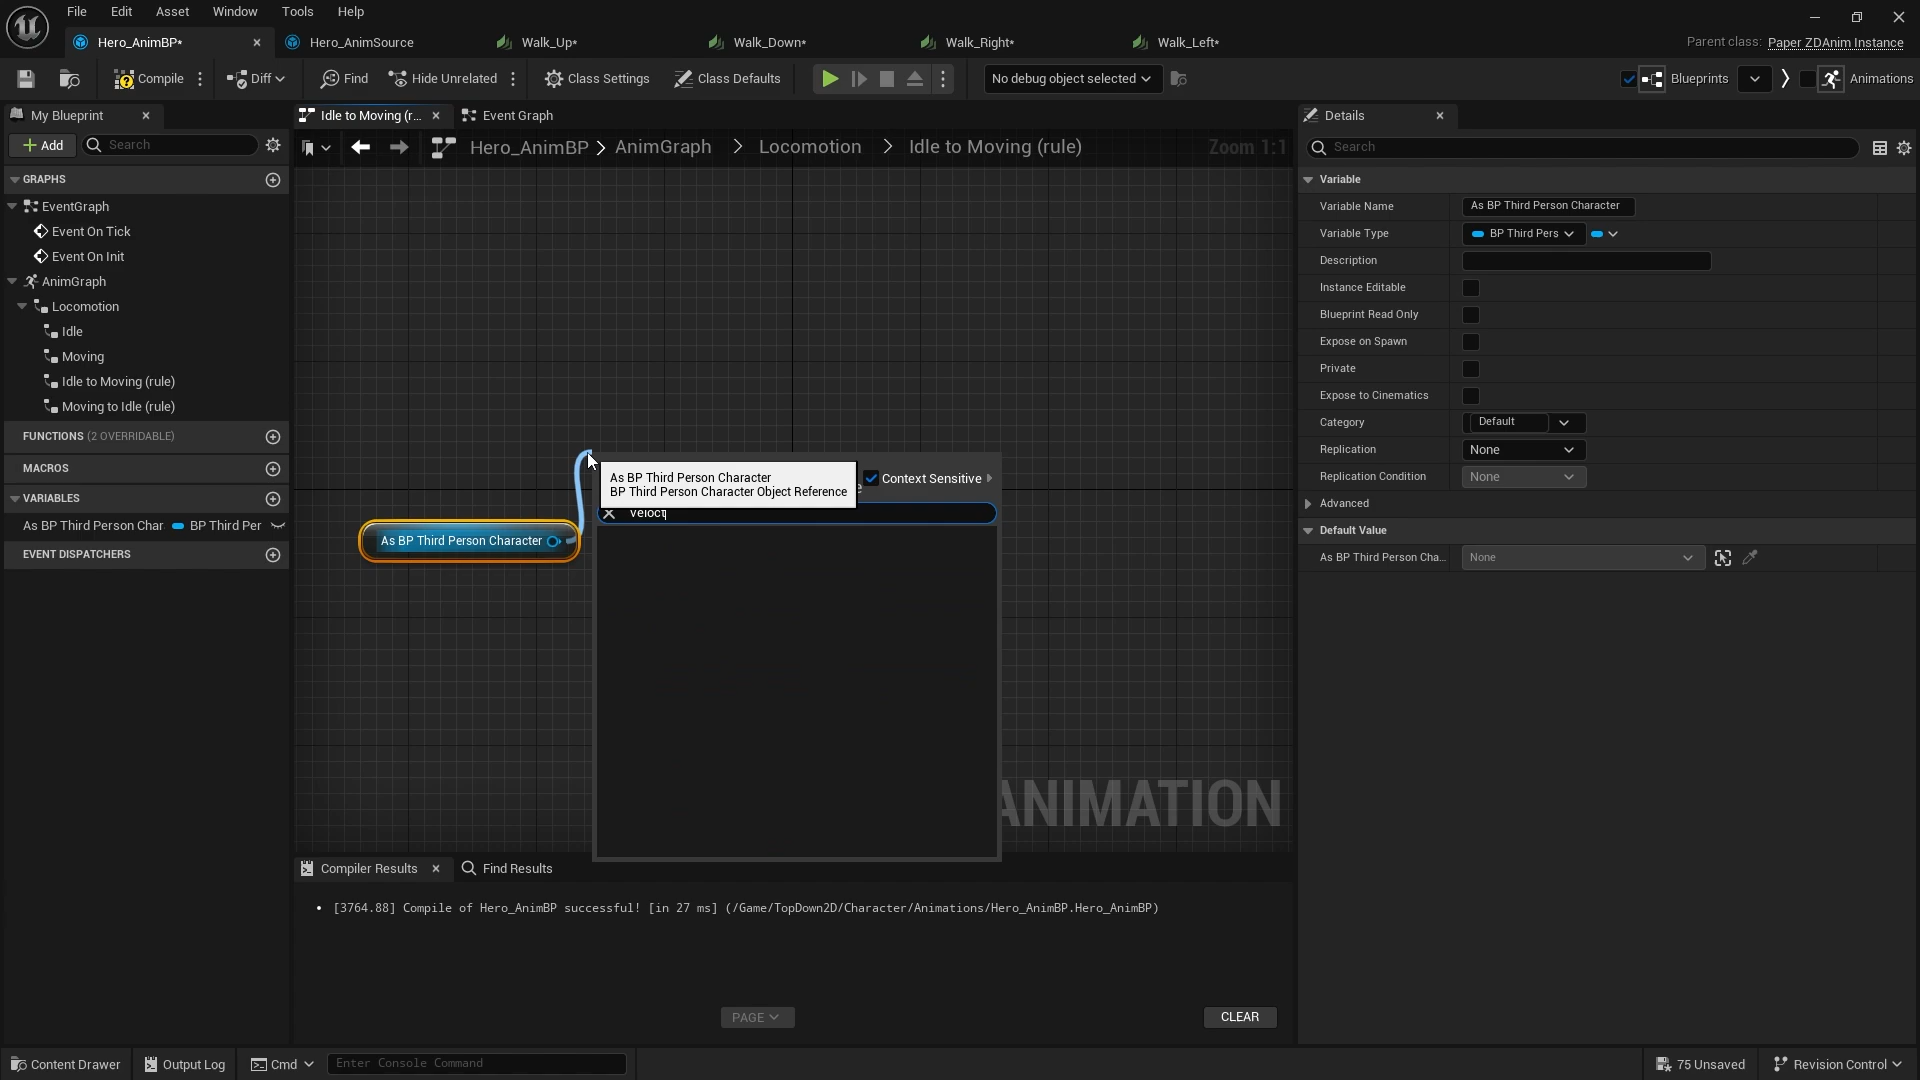 File Edit Asset Window Tools Help
Hero_AnimBP* Hero_AnimSource Walk_Up* Walk_Down* Walk_Right* Walk_Left* Parent class: Paper ZDAnim Instance
Compile Diff Find Hide Unrelated Class Settings Class Defaults No debug object selected Blueprints Animations
My Blueprint
Add Search
GRAPHS
EventGraph
Event On Tick
Event On Init
AnimGraph
Locomotion
Idle
Moving
Idle to Moving (rule)
Moving to Idle (rule)
FUNCTIONS (2 OVERRIDABLE)
MACROS
VARIABLES
As BP Third Person Char BP Third Per
EVENT DISPATCHERS
Idle to Moving (r... Event Graph
Hero_AnimBP > AnimGraph > Locomotion > Idle to Moving (rule) Zoom 1:1
As BP Third Person Character
BP Third Person Character Object Reference
Context Sensitive
veloct
As BP Third Person Character
ANIMATION
Compiler Results Find Results
• [3764.88] Compile of Hero_AnimBP successful! [in 27 ms] (/Game/TopDown2D/Character/Animations/Hero_AnimBP.Hero_AnimBP)
PAGE CLEAR
Details
Search
Variable
Variable Name As BP Third Person Character
Variable Type BP Third Pers
Description
Instance Editable
Blueprint Read Only
Expose on Spawn
Private
Expose to Cinematics
Category Default
Replication None
Replication Condition None
Advanced
Default Value
As BP Third Person Cha... None
Content Drawer Output Log Cmd Enter Console Command 75 Unsaved Revision Control